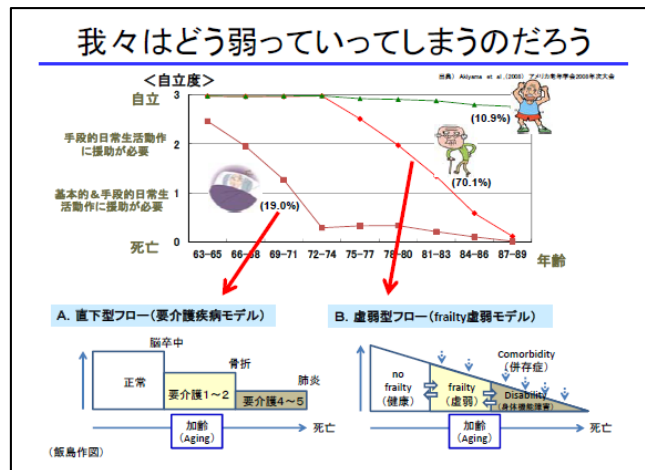 我々はどう弱っていってしまうのだろう
出典) Akiyama et al.,(2008) アメリカ老年学会2008年次大会
＜自立度＞
自立 3
(10.9%)
手段的日常生活動作
に援助が必要
2
(70.1%)
基本的＆手段的日常生
活動作に援助が必要
1
(19.0%)
死亡 0
63-65 66-68 69-71 72-74 75-77 78-80 81-83 84-86 87-89 年齢
A. 直下型フロー(要介護疾病モデル)
B. 虚弱型フロー(frailty虚弱モデル)
脳卒中
骨折
肺炎
正常
要介護1～2
要介護4～5
加齢
(Aging)
死亡
Comorbidity
(併存症)
no
frailty
(健康)
frailty
(虚弱)
Disability
(身体機能障害)
加齢
(Aging)
死亡
(飯島作図)